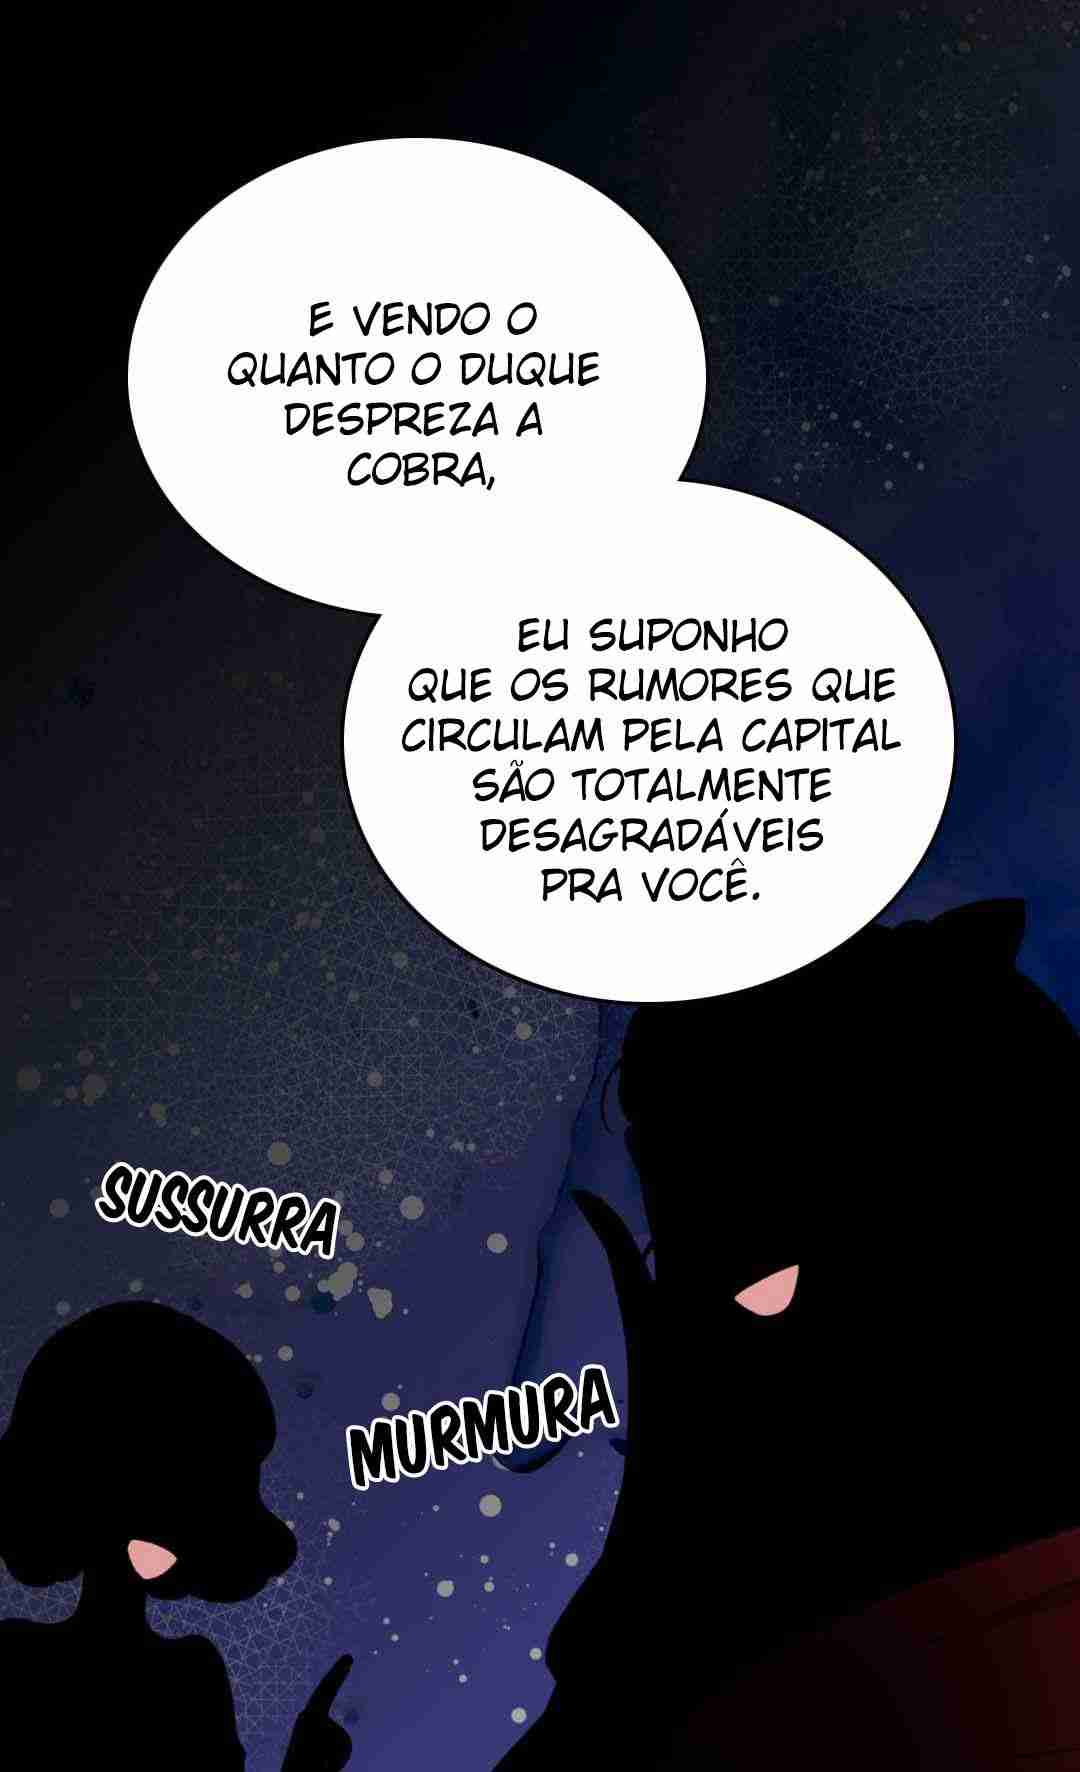 E VENDO O
QUANTO O DUQUE
DESPREZA A
COBRA,
EU SUPONHO
QUE OS RUMORES QUE
CIRCULAM PELA CAPITAL
SÃO TOTALMENTE
DESAGRADÁVEIS
PRA VOCÊ.
SUSSURRA
MURMURA